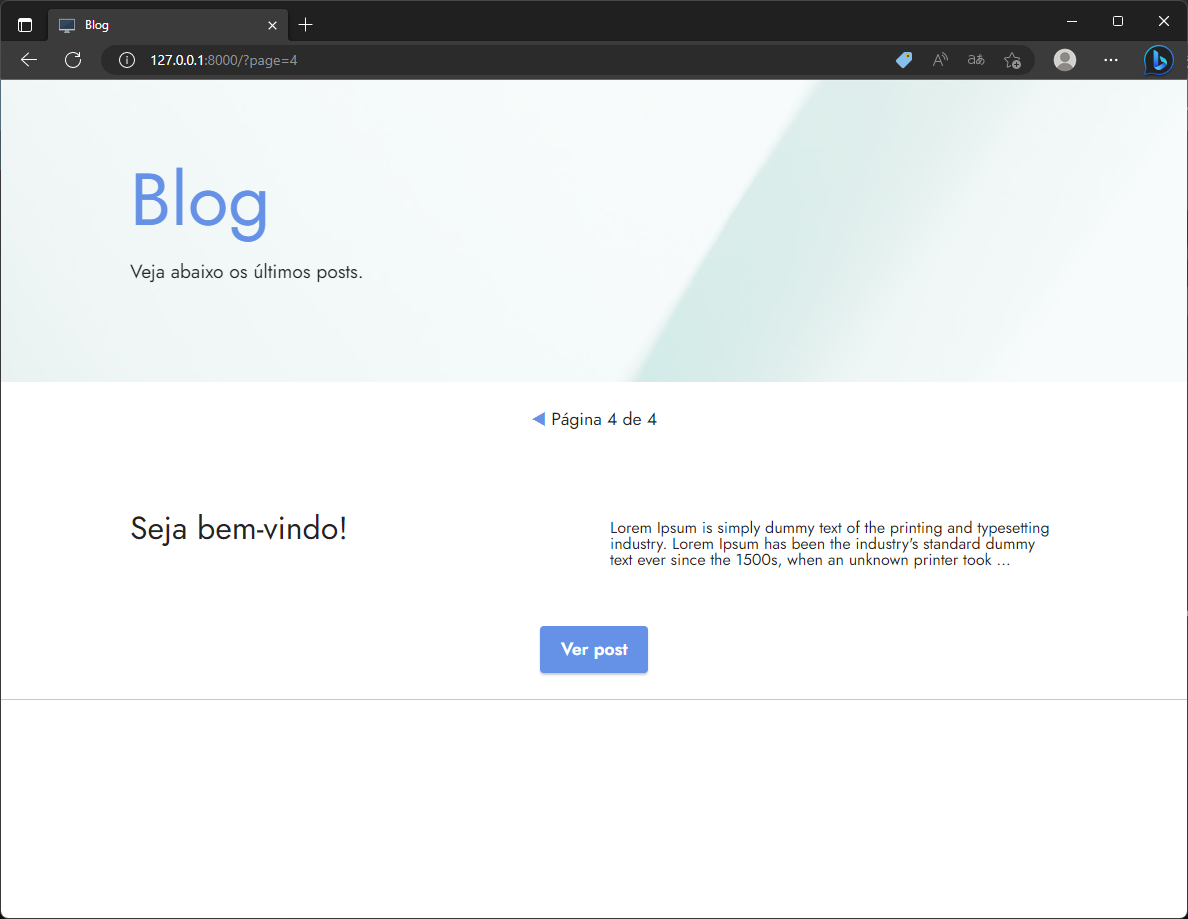 Blog
127.0.0.1:8000/?page=4
Blog
Veja abaixo os últimos posts.
Página 4 de 4
Seja bem-vindo!
Lorem Ipsum is simply dummy text of the printing and typesetting
industry. Lorem Ipsum has been the industry's standard dummy
text ever since the 1500s, when an unknown printer took ...
Ver post